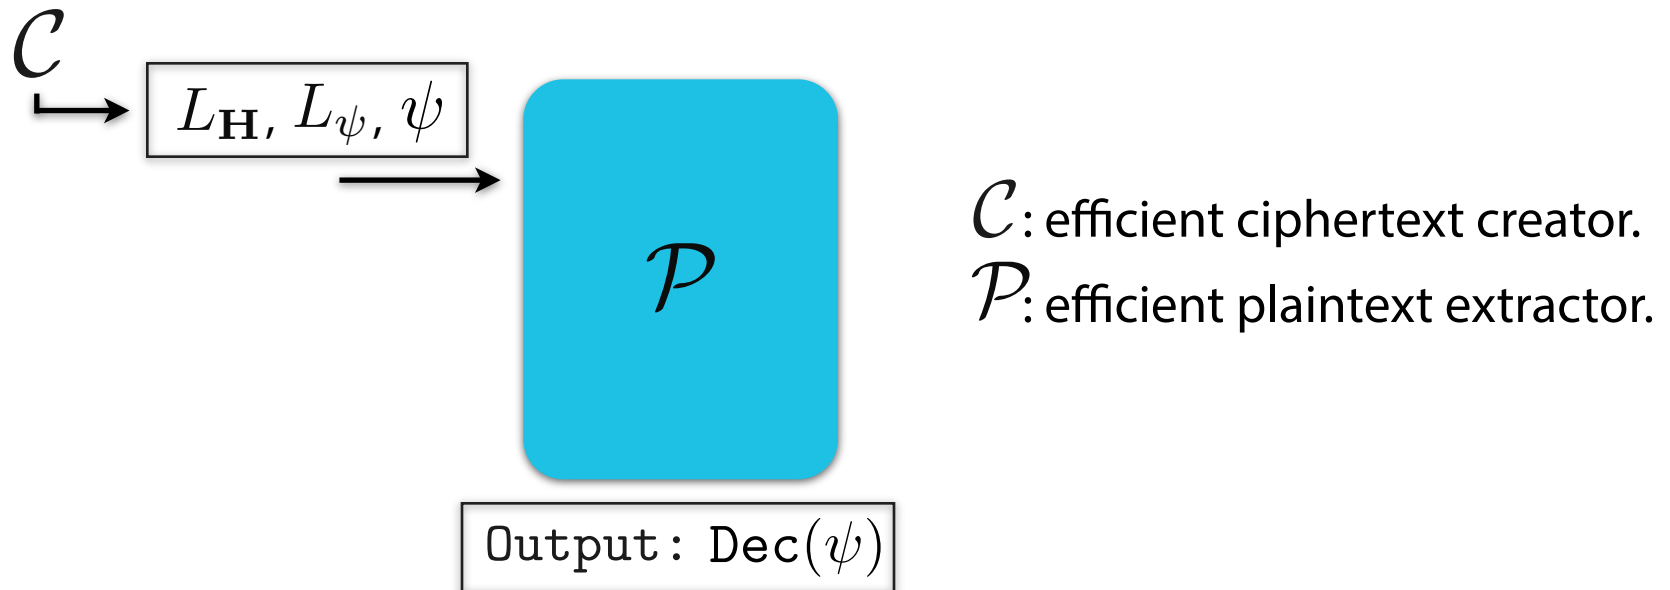 𝒞
L_H, L_ψ, ψ
𝒫
𝒞: efficient ciphertext creator.
𝒫: efficient plaintext extractor.
Output: Dec(ψ)